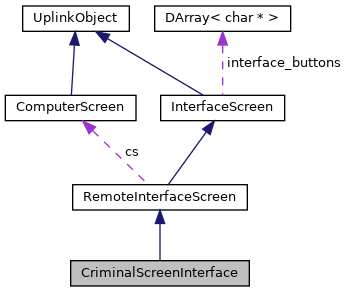 UplinkObject
DArray< char * >
interface_buttons
ComputerScreen
InterfaceScreen
cs
RemoteInterfaceScreen
CriminalScreenInterface